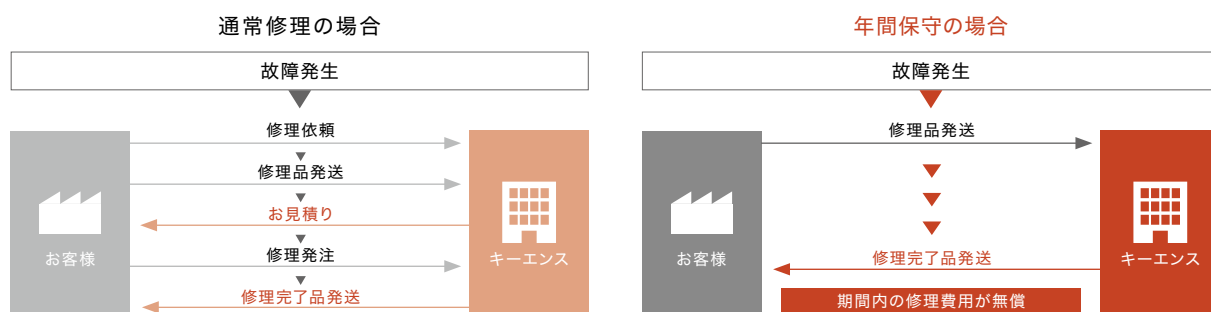 通常修理の場合
故障発生
修理依頼
修理品発送
お見積り
修理発注
修理完了品発送
お客様
キーエンス
年間保守の場合
故障発生
修理品発送
修理完了品発送
期間内の修理費用が無償
お客様
キーエンス